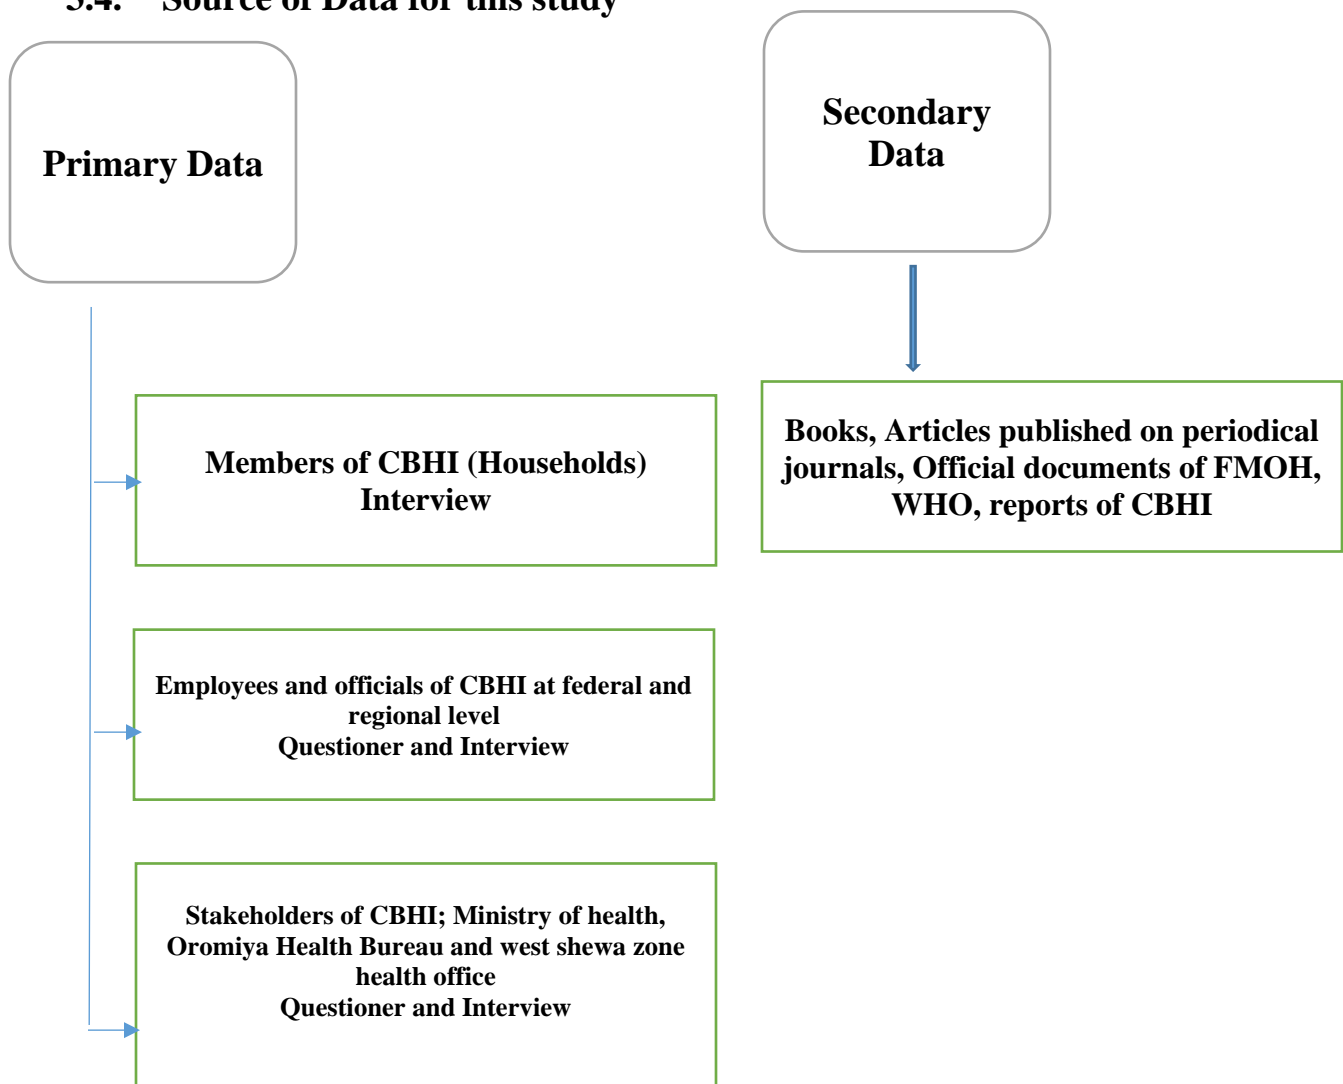 3.4. Source of Data for this study
Primary Data
Secondary
Data
Members of CBHI (Households)
Interview
Books, Articles published on periodical
journals, Official documents of FMOH,
WHO, reports of CBHI
Employees and officials of CBHI at federal and
regional level
Questioner and Interview
Stakeholders of CBHI; Ministry of health,
Oromiya Health Bureau and west shewa zone
health office
Questioner and Interview